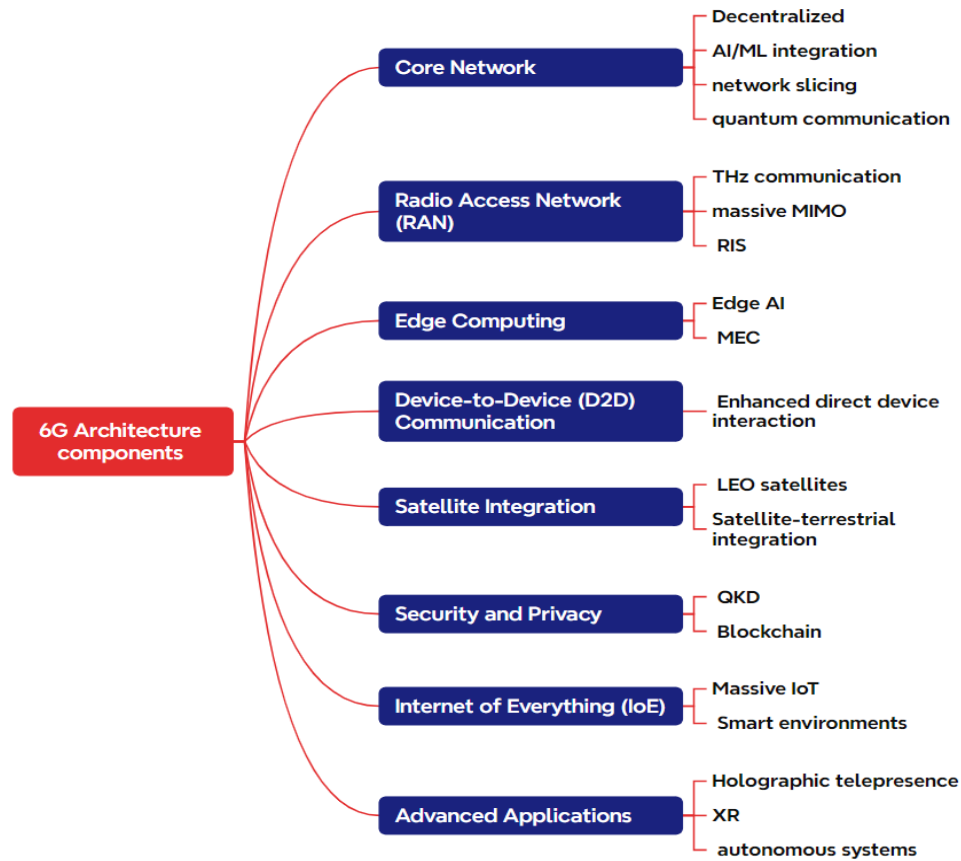 6G Architecture
components
Core Network
Decentralized
AI/ML integration
network slicing
quantum communication
Radio Access Network
(RAN)
THz communication
massive MIMO
RIS
Edge Computing
Edge AI
MEC
Device-to-Device (D2D)
Communication
Enhanced direct device
interaction
Satellite Integration
LEO satellites
Satellite-terrestrial
integration
Security and Privacy
QKD
Blockchain
Internet of Everything (IoE)
Massive IoT
Smart environments
Advanced Applications
Holographic telepresence
XR
autonomous systems